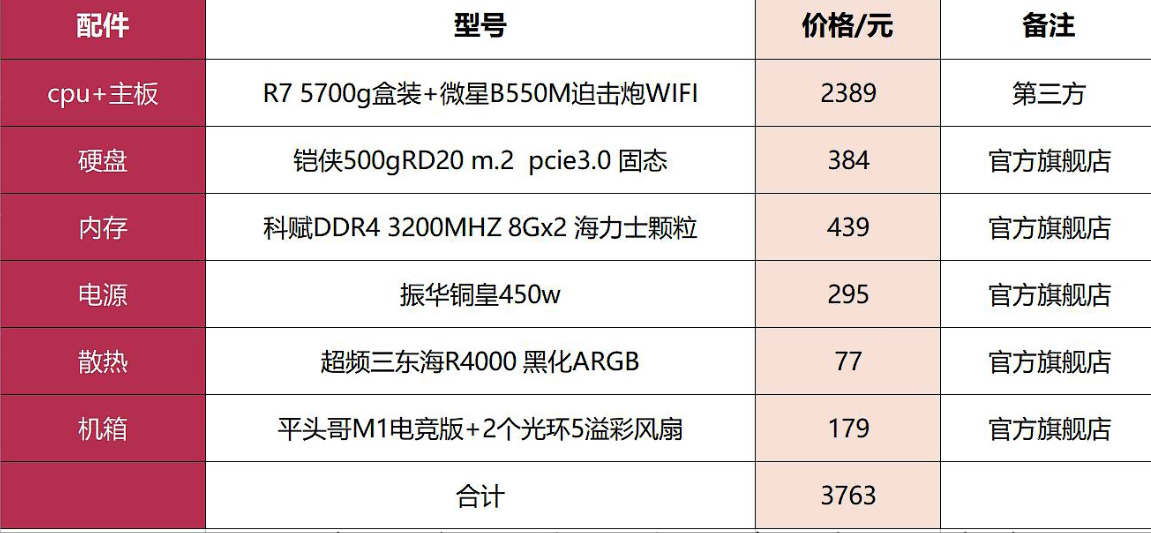 配件 型号 价格/元 备注
cpu+主板 R7 5700g盒装+微星B550M迫击炮WIFI 2389 第三方
硬盘 铠侠500gRD20 m.2 pcie3.0 固态 384 官方旗舰店
内存 科赋DDR4 3200MHZ 8Gx2 海力士颗粒 439 官方旗舰店
电源 振华铜皇450w 295 官方旗舰店
散热 超频三东海R4000 黑化ARGB 77 官方旗舰店
机箱 平头哥M1电竞版+2个光环5溢彩风扇 179 官方旗舰店
合计 3763